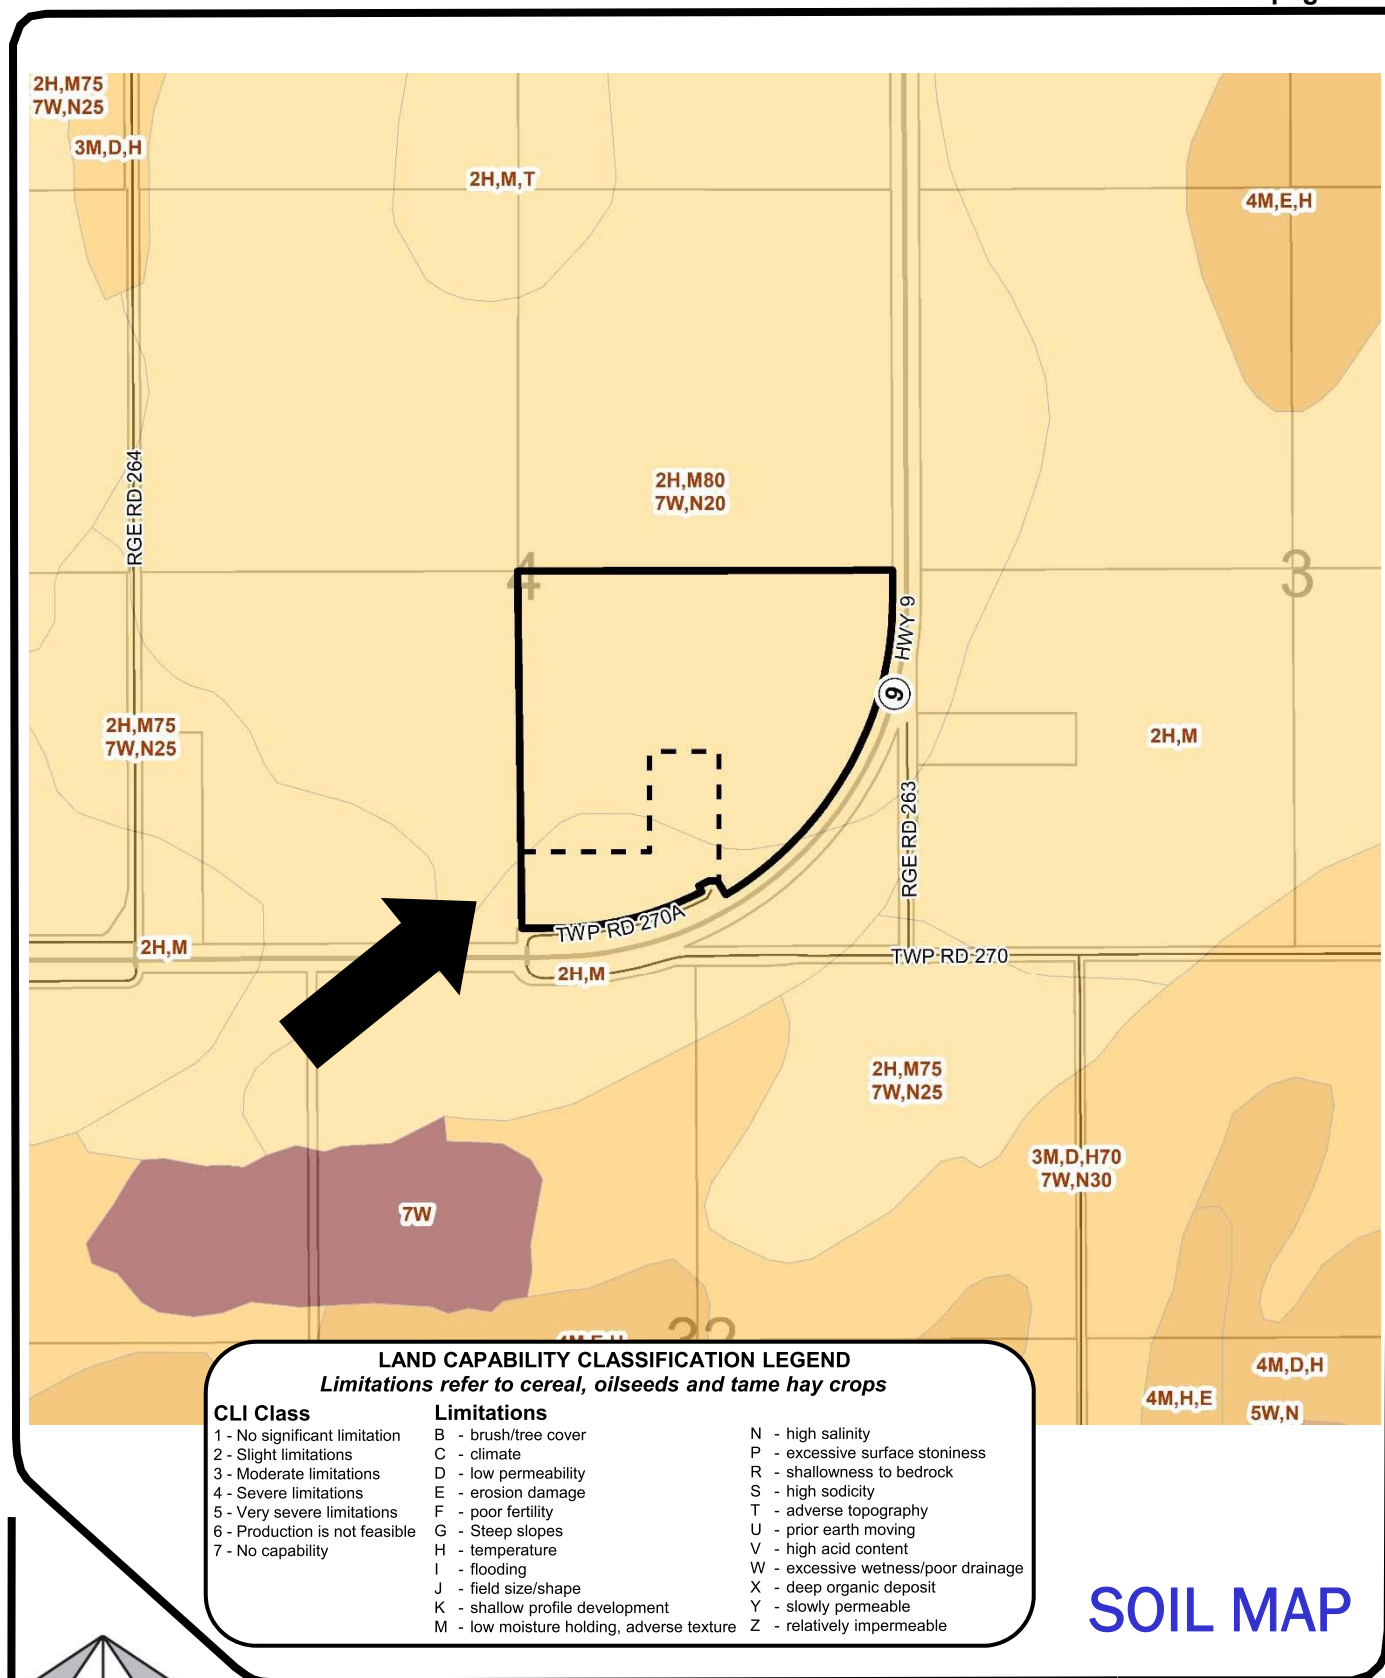 2H,M75
7W,N25
3M,D,H
2H,M,T
4M,E,H
RGE RD 264
2H,M80
7W,N20
4
3
HWY 9
9
2H,M75
7W,N25
2H,M
RGE RD 263
TWP RD 270A
2H,M
TWP RD 270
2H,M
2H,M75
7W,N25
3M,D,H70
7W,N30
7W
4M,D,H
4M,H,E
5W,N
LAND CAPABILITY CLASSIFICATION LEGEND
Limitations refer to cereal, oilseeds and tame hay crops
CLI Class
1 - No significant limitation
2 - Slight limitations
3 - Moderate limitations
4 - Severe limitations
5 - Very severe limitations
6 - Production is not feasible
7 - No capability
Limitations
B - brush/tree cover
C - climate
D - low permeability
E - erosion damage
F - poor fertility
G - Steep slopes
H - temperature
I - flooding
J - field size/shape
K - shallow profile development
M - low moisture holding, adverse texture
N - high salinity
P - excessive surface stoniness
R - shallowness to bedrock
S - high sodicity
T - adverse topography
U - prior earth moving
V - high acid content
W - excessive wetness/poor drainage
X - deep organic deposit
Y - slowly permeable
Z - relatively impermeable
SOIL MAP